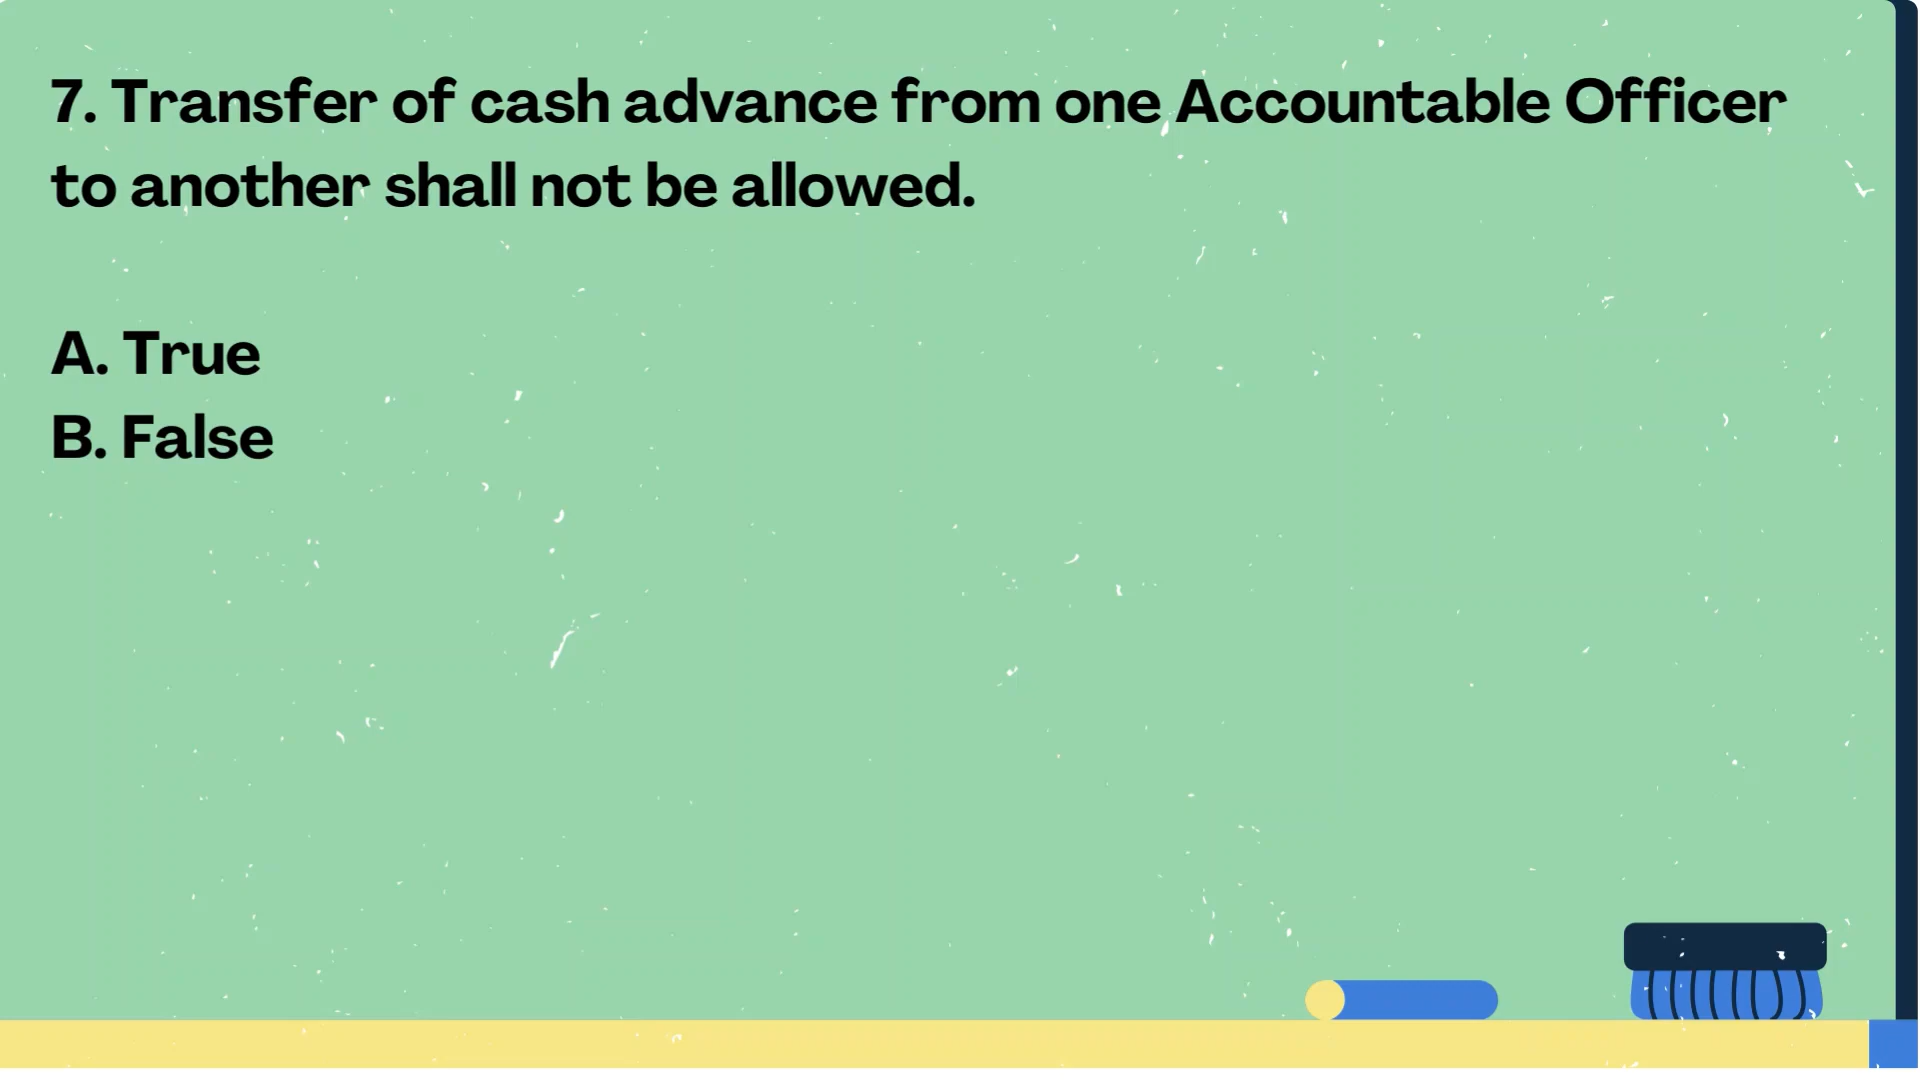 7. Transfer of cash advance from one Accountable Officer
to another shall not be allowed.
A. True
B. False